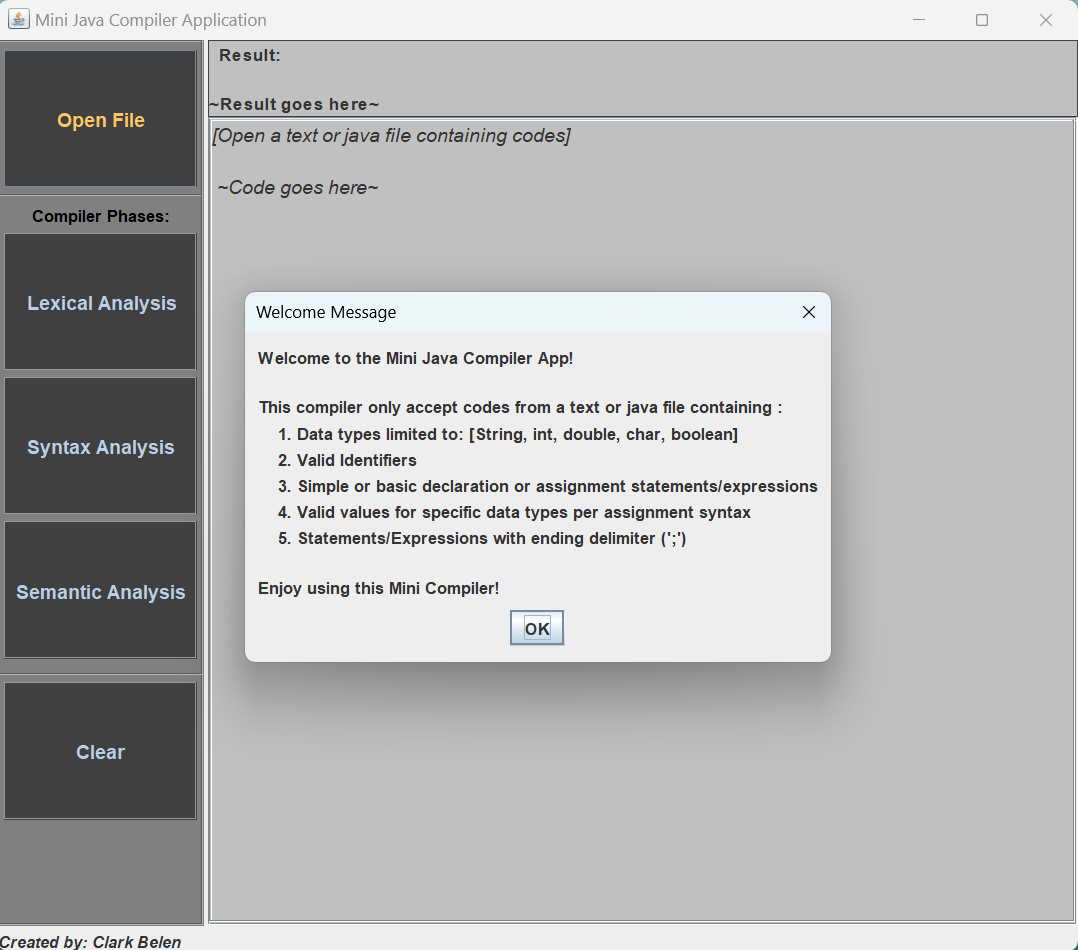 Mini Java Compiler Application
Open File
Compiler Phases:
Lexical Analysis
Syntax Analysis
Semantic Analysis
Clear
Result:
~Result goes here~
[Open a text or java file containing codes]
~Code goes here~
Welcome Message
Welcome to the Mini Java Compiler App!
This compiler only accept codes from a text or java file containing :
1. Data types limited to: [String, int, double, char, boolean]
2. Valid Identifiers
3. Simple or basic declaration or assignment statements/expressions
4. Valid values for specific data types per assignment syntax
5. Statements/Expressions with ending delimiter (';')
Enjoy using this Mini Compiler!
OK
Created by: Clark Belen